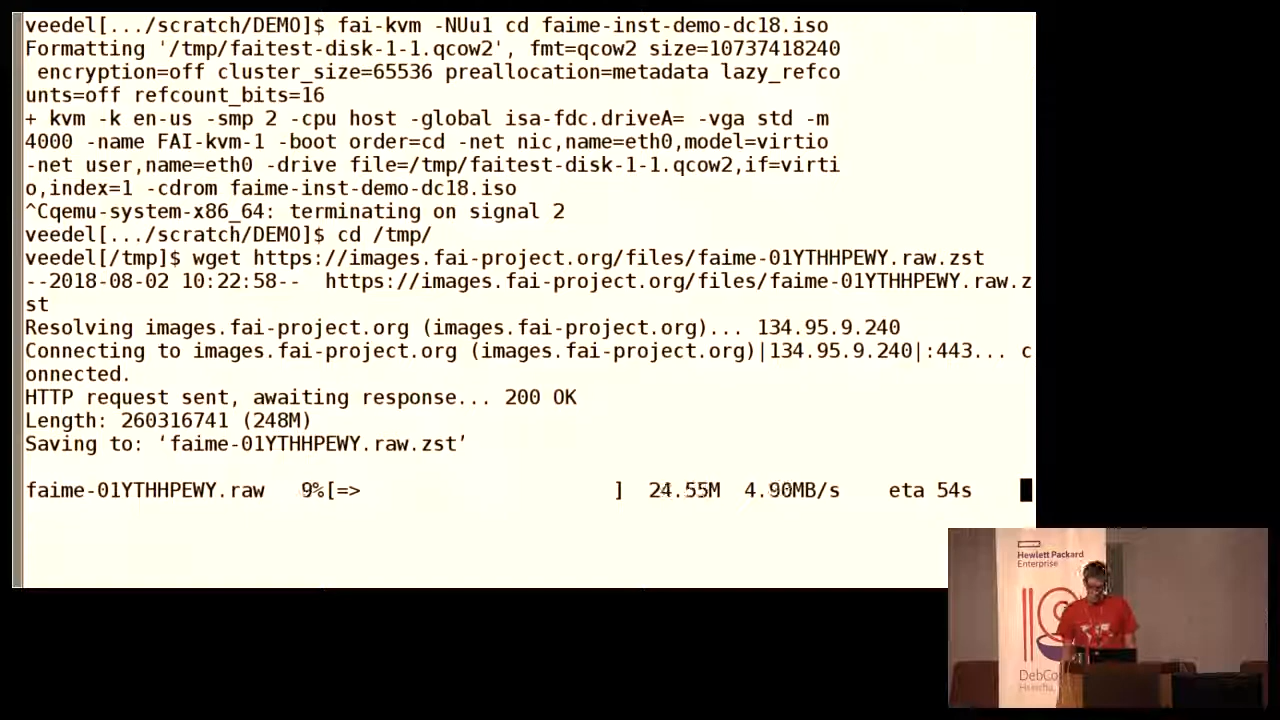 veedel[.../scratch/DEMO]$ fai-kvm -NUu1 cd faime-inst-demo-dc18.iso
Formatting '/tmp/faitest-disk-1-1.qcow2', fmt=qcow2 size=10737418240
 encryption=off cluster_size=65536 preallocation=metadata lazy_refco
unts=off refcount_bits=16
+ kvm -k en-us -smp 2 -cpu host -global isa-fdc.driveA= -vga std -m
4000 -name FAI-kvm-1 -boot order=cd -net nic,name=eth0,model=virtio
-net user,name=eth0 -drive file=/tmp/faitest-disk-1-1.qcow2,if=virti
o,index=1 -cdrom faime-inst-demo-dc18.iso
^Cqemu-system-x86_64: terminating on signal 2
veedel[.../scratch/DEMO]$ cd /tmp/
veedel[/tmp]$ wget https://images.fai-project.org/files/faime-01YTHHPEWY.raw.zst
--2018-08-02 10:22:58--  https://images.fai-project.org/files/faime-01YTHHPEWY.raw.z
st
Resolving images.fai-project.org (images.fai-project.org)... 134.95.9.240
Connecting to images.fai-project.org (images.fai-project.org)|134.95.9.240|:443... c
onnected.
HTTP request sent, awaiting response... 200 OK
Length: 260316741 (248M)
Saving to: ‘faime-01YTHHPEWY.raw.zst’
faime-01YTHHPEWY.raw   9%[=>                     ]  24.55M  4.90MB/s    eta 54s
Hewlett Packard
Enterprise
DebCo